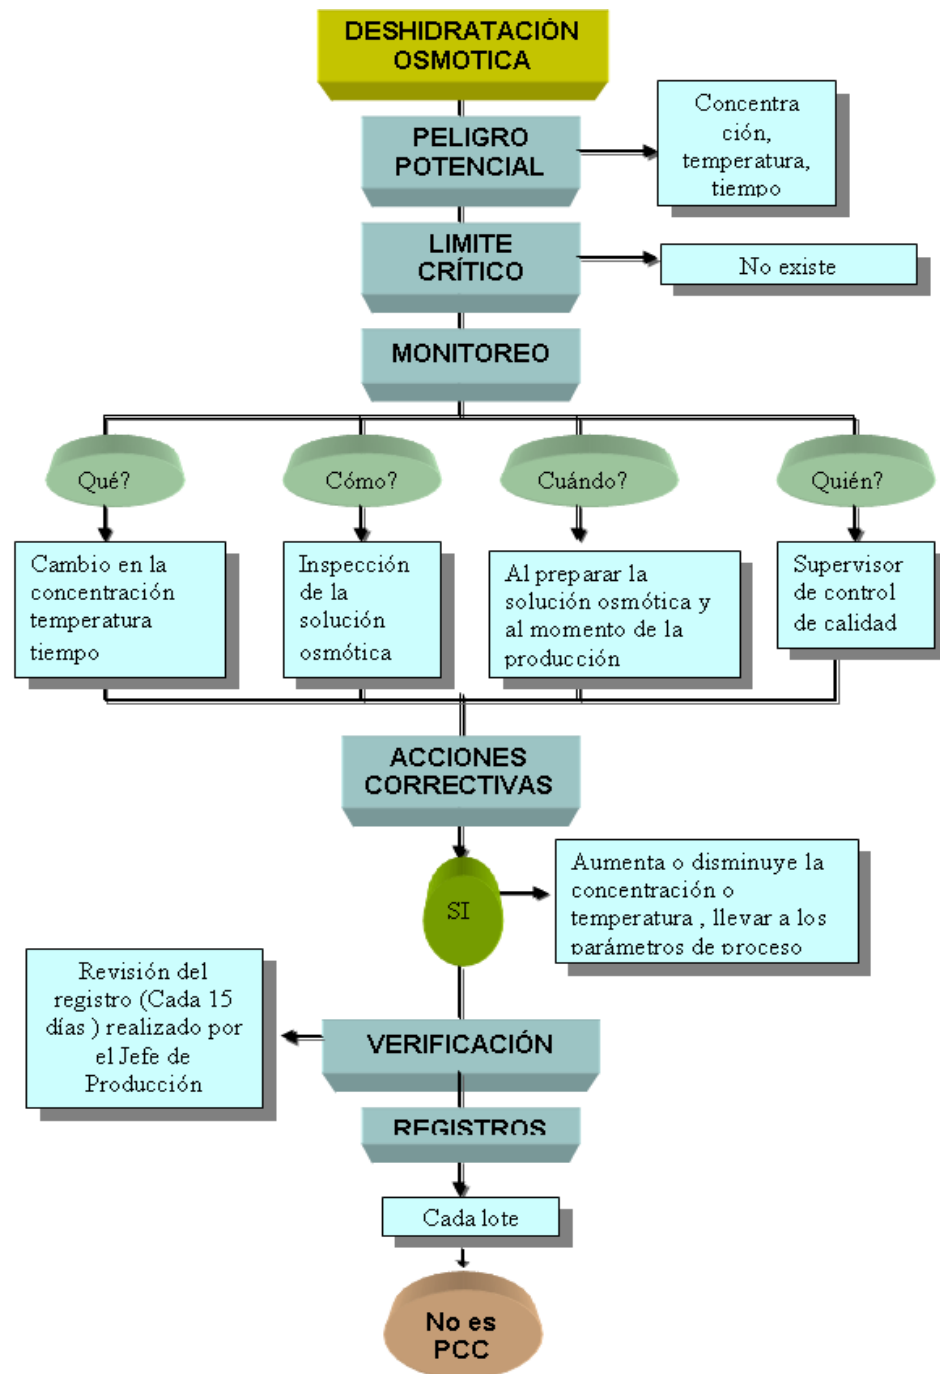 DESHIDRATACIÓN
OSMOTICA
PELIGRO
POTENCIAL
Concentra
ción,
temperatura,
tiempo
LIMITE
CRÍTICO
No existe
MONITOREO
Qué?
Cómo?
Cuándo?
Quién?
Cambio en la
concentración
temperatura
tiempo
Inspección
de la
solución
osmótica
Al preparar la
solución osmótica y
al momento de la
producción
Supervisor
de control
de calidad
ACCIONES
CORRECTIVAS
SI
Aumenta o disminuye la
concentración o
temperatura , llevar a los
parámetros de proceso
Revisión del
registro (Cada 15
días ) realizado por
el Jefe de
Producción
VERIFICACIÓN
REGISTROS
Cada lote
No es
PCC